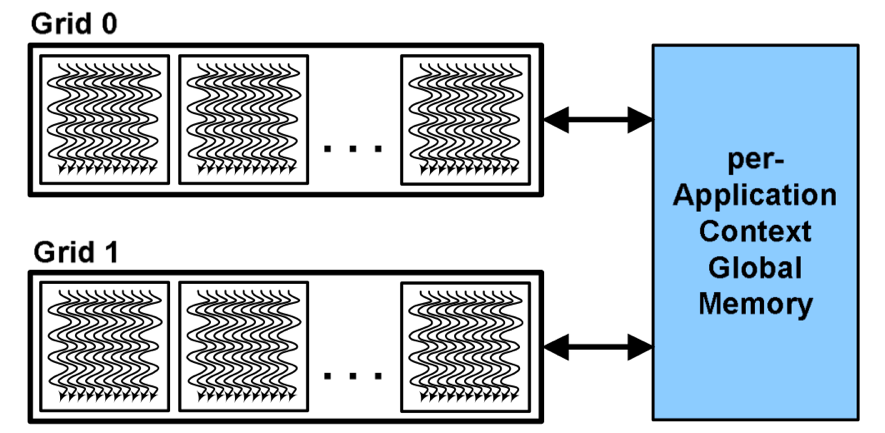 Grid 0
. . .
Grid 1
. . .
per-
Application
Context
Global
Memory